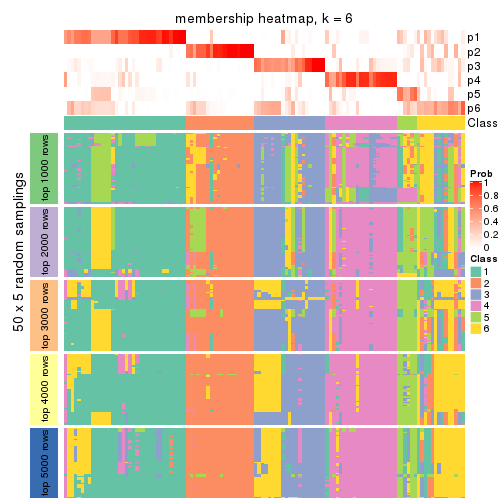 membership heatmap, k = 6
p1
p2
p3
p4
p5
p6
Class
50 x 5 random samplings
top 1000 rows
top 2000 rows
top 3000 rows
top 4000 rows
top 5000 rows
Prob
1
0.8
0.6
0.4
0.2
0
Class
1
2
3
4
5
6